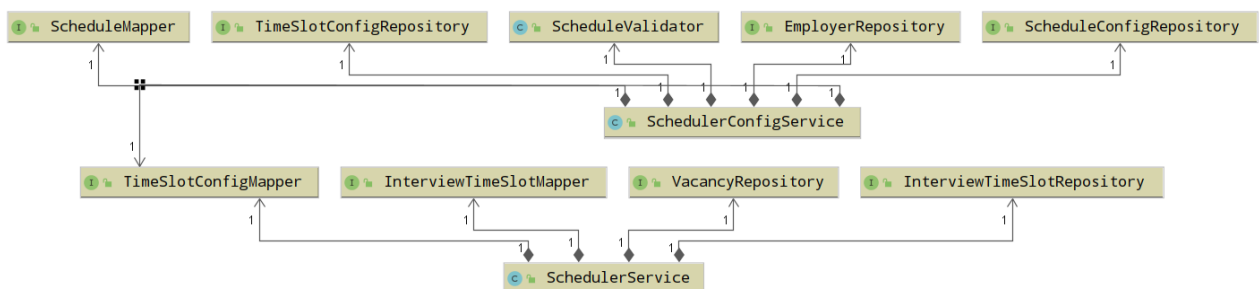 I ScheduleMapper
I TimeSlotConfigRepository
C ScheduleValidator
I EmployerRepository
I ScheduleConfigRepository
1 1 1 1 1
1 1 1 1 1 1
C SchedulerConfigService
1
I TimeSlotConfigMapper
I InterviewTimeSlotMapper
I VacancyRepository
I InterviewTimeSlotRepository
1 1 1 1
1 1 1 1
C SchedulerService